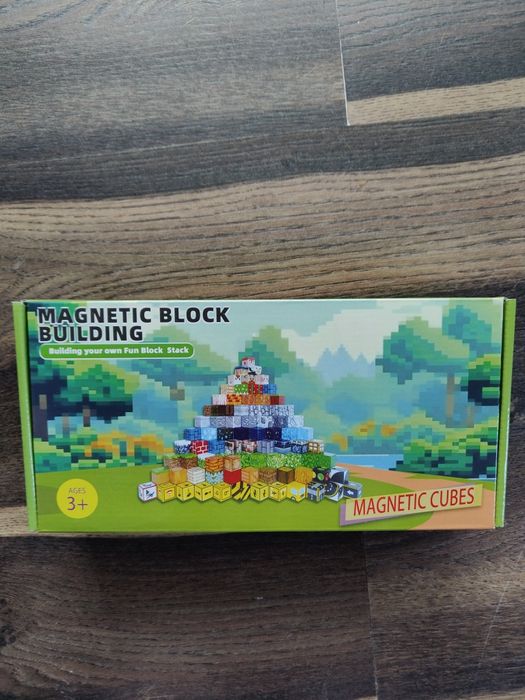 MAGNETIC BLOCK
BUILDING
Building your own Fun Block Stack
AGES
3+
MAGNETIC CUBES